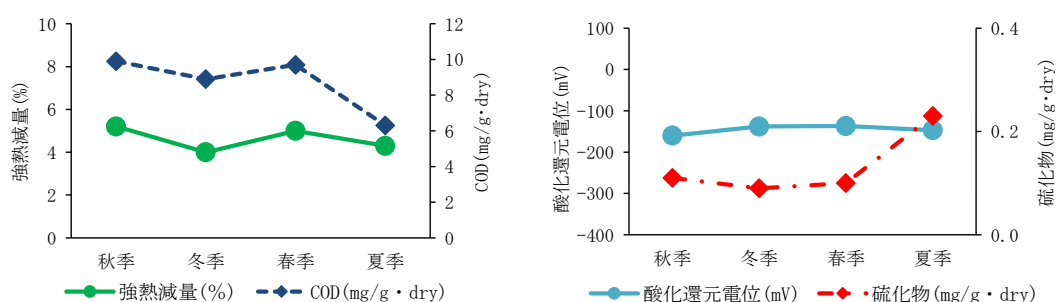 10
8
6
4
2
0
強熱減量(%)
12
10
8
6
4
2
0
COD(mg/g･dry)
秋季 冬季 春季 夏季
強熱減量(%) COD(mg/g･dry)
100
0
-100
-200
-300
-400
酸化還元電位(mV)
0.4
0.2
0.0
硫化物(mg/g･dry)
秋季 冬季 春季 夏季
酸化還元電位(mV) 硫化物(mg/g･dry)